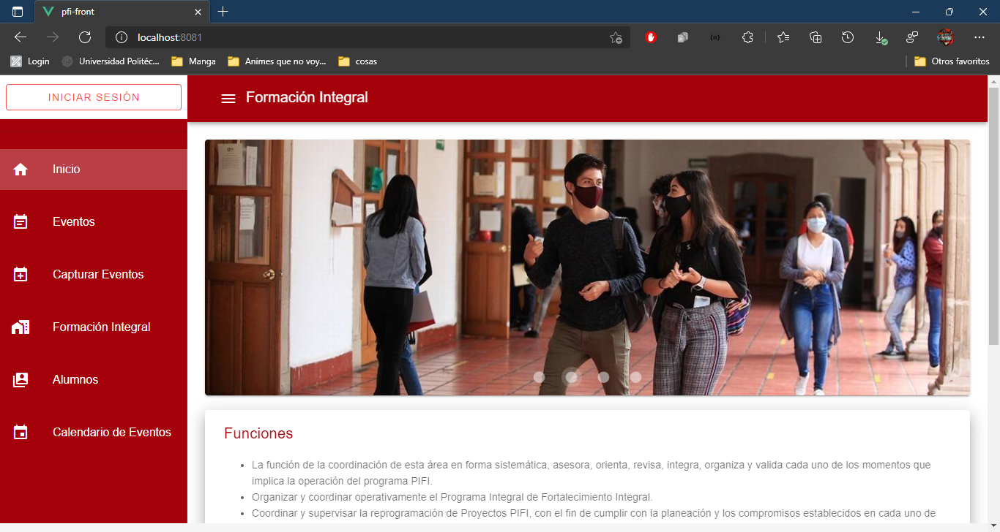 pfi-front
localhost:8081
Login
Universidad Politéc...
Manga
Animes que no voy...
cosas
Otros favoritos
INICIAR SESIÓN
Formación Integral
Inicio
Eventos
Capturar Eventos
Formación Integral
Alumnos
Calendario de Eventos
Funciones
La función de la coordinación de esta área en forma sistemática, asesora, orienta, revisa, integra, organiza y valida cada uno de los momentos que
implica la operación del programa PIFI.
Organizar y coordinar operativamente el Programa Integral de Fortalecimiento Integral.
Coordinar y supervisar la reprogramación de Proyectos PIFI, con el fin de cumplir con la planeación y los compromisos establecidos en cada uno de